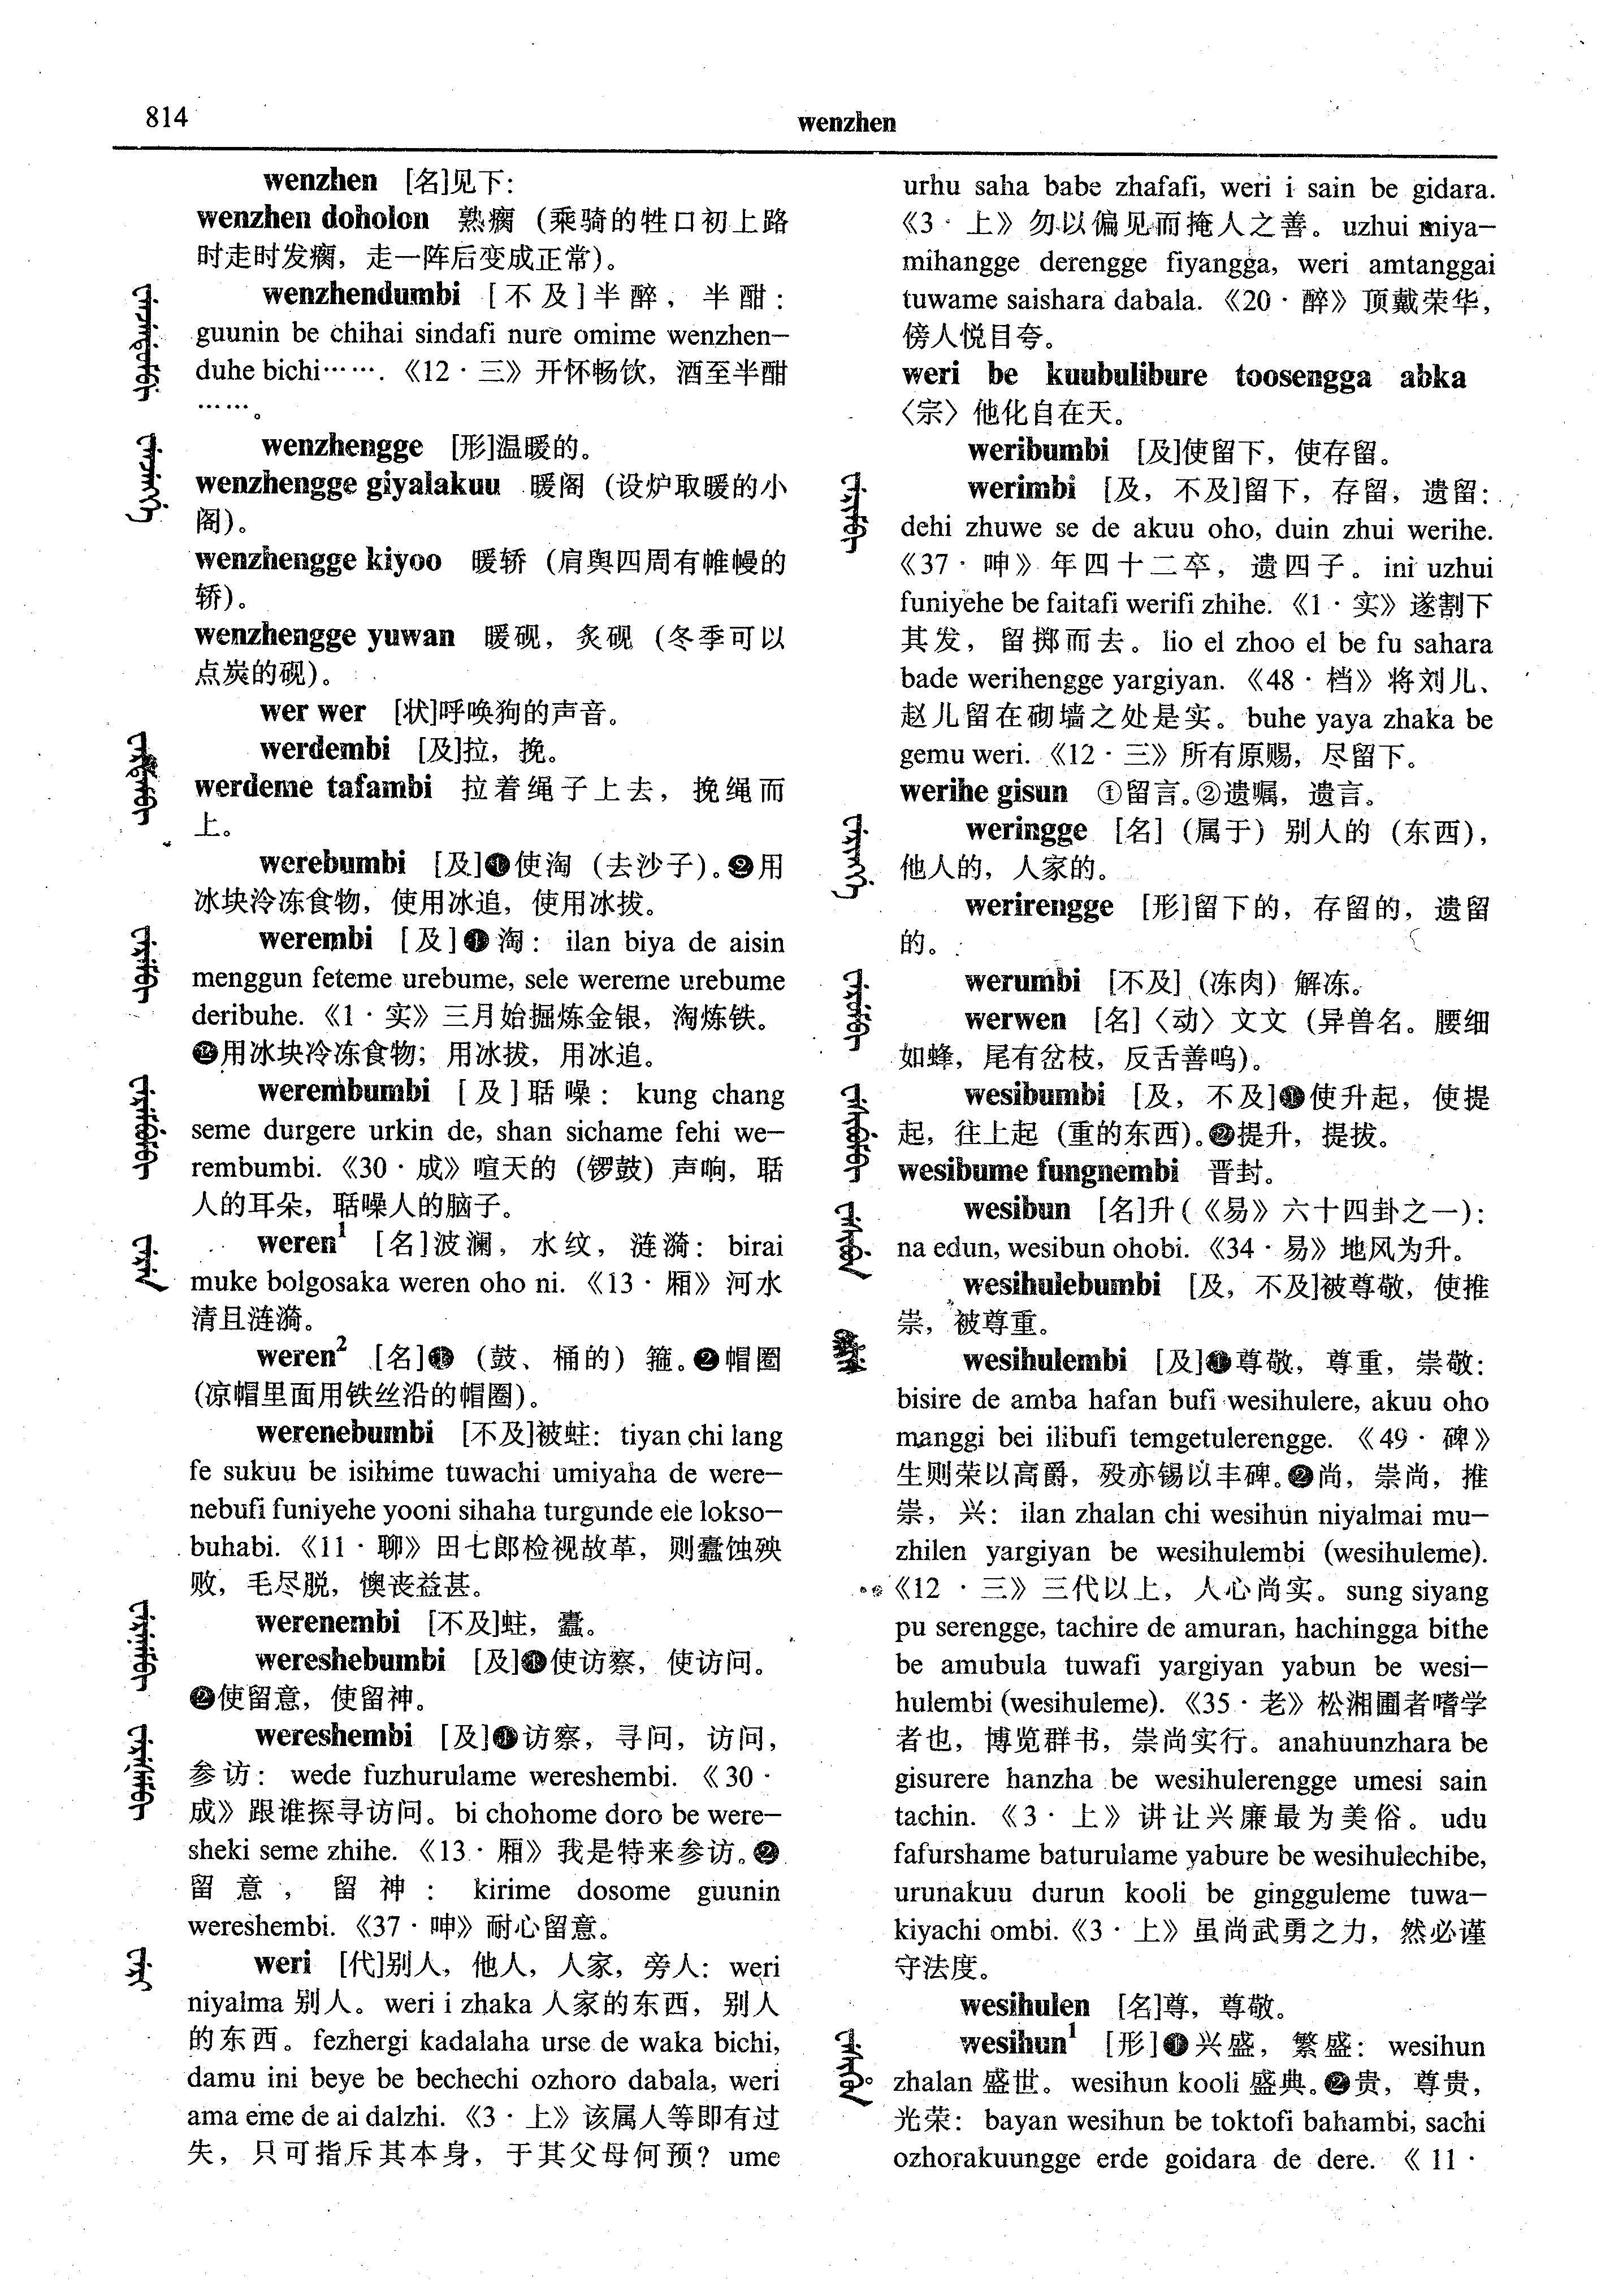 814
wenzhen
wenzhen [名]见下:
wenzhen doholon 熟瘸 (乘骑的牲口初上路
时走时发瘸，走一阵后变成正常)。
wenzhendumbi [不及]半醉，半酣:
guunin be chihai sindafi nure omime wenzhen-
duhe bichi……. 《12·三》开怀畅饮，酒至半酣
……。
wenzhengge [形]温暖的。
wenzhengge giyalakuu 暖阁 (设炉取暖的小
阁)。
wenzhengge kiyoo 暖轿 (肩舆四周有帷幔的
轿)。
wenzhengge yuwan 暖砚，炙砚 (冬季可以
点炭的砚)。
wer wer [状]呼唤狗的声音。
werdembi [及]拉，挽。
werdeme tafambi 拉着绳子上去，挽绳而
上。
werebumbi [及]❶使淘 (去沙子)。❷用
冰块冷冻食物，使用冰追，使用冰拔。
werembi [及]❶淘: ilan biya de aisin
menggun feteme urebume, sele wereme urebume
deribuhe. 《1·实》三月始掘炼金银，淘炼铁。
❷用冰块冷冻食物; 用冰拔，用冰追。
werembumbi [及]聒噪: kung chang
seme durgere urkin de, shan sichame fehi we-
rembumbi. 《30·成》喧天的 (锣鼓) 声响，聒
人的耳朵，聒噪人的脑子。
weren¹ [名]波澜，水纹，涟漪: birai
muke bolgosaka weren oho ni. 《13·厢》河水
清且涟漪。
weren² [名]❶ (鼓、桶的) 箍。❷帽圈
(凉帽里面用铁丝沿的帽圈)。
werenebumbi [不及]被蛀: tiyan chi lang
fe sukuu be isihime tuwachi umiyaha de were-
nebufi funiyehe yooni sihaha turgunde ele lokso-
buhabi. 《11·聊》田七郎检视故革，则蠹蚀殃
败，毛尽脱，懊丧益甚。
werenembi [不及]蛀，蠹。
wereshebumbi [及]❶使访察，使访问。
❷使留意，使留神。
wereshembi [及]❶访察，寻问，访问，
参访: wede fuzhurulame wereshembi. 《30·
成》跟谁探寻访问。bi chohome doro be were-
sheki seme zhihe. 《13·厢》我是特来参访。❷
留意，留神: kirime dosome guunin
wereshembi. 《37·呻》耐心留意。
weri [代]别人，他人，人家，旁人: weri
niyalma 别人。weri i zhaka 人家的东西，别人
的东西。fezhergi kadalaha urse de waka bichi,
damu ini beye be bechechi ozhoro dabala, weri
ama eme de ai dalzhi. 《3·上》该属人等即有过
失，只可指斥其本身，于其父母何预? ume
urhu saha babe zhafafi, weri i sain be gidara.
《3·上》勿以偏见而掩人之善。uzhui miya-
mihangge derengge fiyangga, weri amtanggai
tuwame saishara dabala. 《20·醉》顶戴荣华，
傍人悦目夸。
weri be kuubulibure toosengga abka
〈宗〉他化自在天。
weribumbi [及]使留下，使存留。
werimbi [及，不及]留下，存留，遗留:
dehi zhuwe se de akuu oho, duin zhui werihe.
《37·呻》年四十二卒，遗四子。ini uzhui
funiyehe be faitafi werifi zhihe. 《1·实》遂割下
其发，留掷而去。lio el zhoo el be fu sahara
bade werihengge yargiyan. 《48·档》将刘儿、
赵儿留在砌墙之处是实。buhe yaya zhaka be
gemu weri. 《12·三》所有原赐，尽留下。
werihe gisun ①留言。②遗嘱，遗言。
weringge [名] (属于) 别人的 (东西)，
他人的，人家的。
werirengge [形]留下的，存留的，遗留
的。
werumbi [不及] (冻肉) 解冻。
werwen [名]〈动〉文文 (异兽名。腰细
如蜂，尾有岔枝，反舌善呜)。
wesibumbi [及，不及]❶使升起，使提
起，往上起 (重的东西)。❷提升，提拔。
wesibume fungnembi 晋封。
wesibun [名]升 (《易》六十四卦之一):
na edun, wesibun ohobi. 《34·易》地风为升。
wesihulebumbi [及，不及]被尊敬，使推
崇，被尊重。
wesihulembi [及]❶尊敬，尊重，崇敬:
bisire de amba hafan bufi wesihulere, akuu oho
manggi bei ilibufi temgetulerengge. 《49·碑》
生则荣以高爵，殁亦锡以丰碑。❷尚，崇尚，推
崇，兴: ilan zhalan chi wesihun niyalmai mu-
zhilen yargiyan be wesihulembi (wesihuleme).
《12·三》三代以上，人心尚实。sung siyang
pu serengge, tachire de amuran, hachingga bithe
be amubula tuwafi yargiyan yabun be wesi-
hulembi (wesihuleme). 《35·老》松湘圃者嗜学
者也，博览群书，崇尚实行。anahuunzhara be
gisurere hanzha be wesihulerengge umesi sain
tachin. 《3·上》讲让兴廉最为美俗。udu
fafurshame baturulame yabure be wesihulechibe,
urunakuu durun kooli be gingguleme tuwa-
kiyachi ombi. 《3·上》虽尚武勇之力，然必谨
守法度。
wesihulen [名]尊，尊敬。
wesihun¹ [形]❶兴盛，繁盛: wesihun
zhalan 盛世。wesihun kooli 盛典。❷贵，尊贵，
光荣: bayan wesihun be toktofi bahambi, sachi
ozhorakuungge erde goidara de dere. 《11·